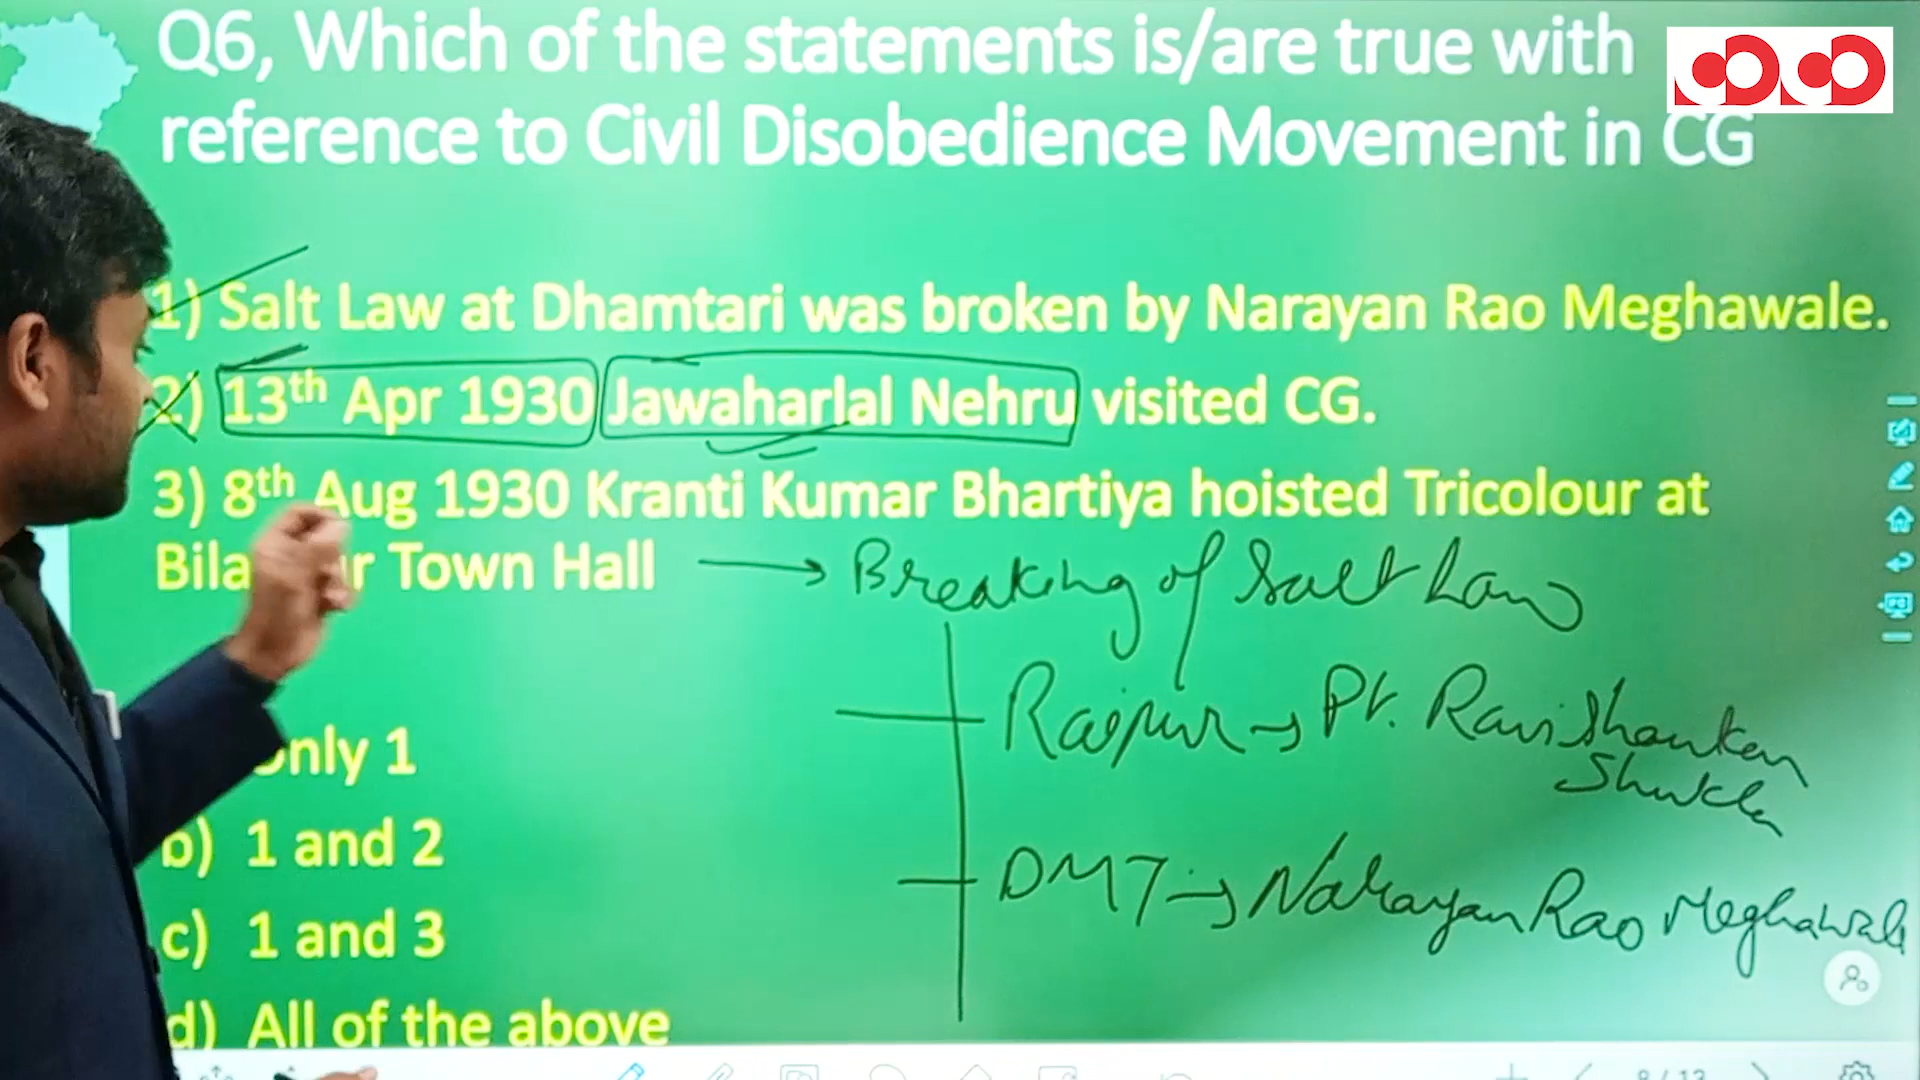 Q6, Which of the statements is/are true with
reference to Civil Disobedience Movement in CG
1) Salt Law at Dhamtari was broken by Narayan Rao Meghawale.
2) 13th Apr 1930 Jawaharlal Nehru visited CG.
3) 8th Aug 1930 Kranti Kumar Bhartiya hoisted Tricolour at
Town Hall
→ Breaking of Salt Law
Raipur → Pt. Ravi Shankar
Shukla
DMT → Narayan Rao Meghawale
only 1
b) 1 and 2
c) 1 and 3
d) All of the above